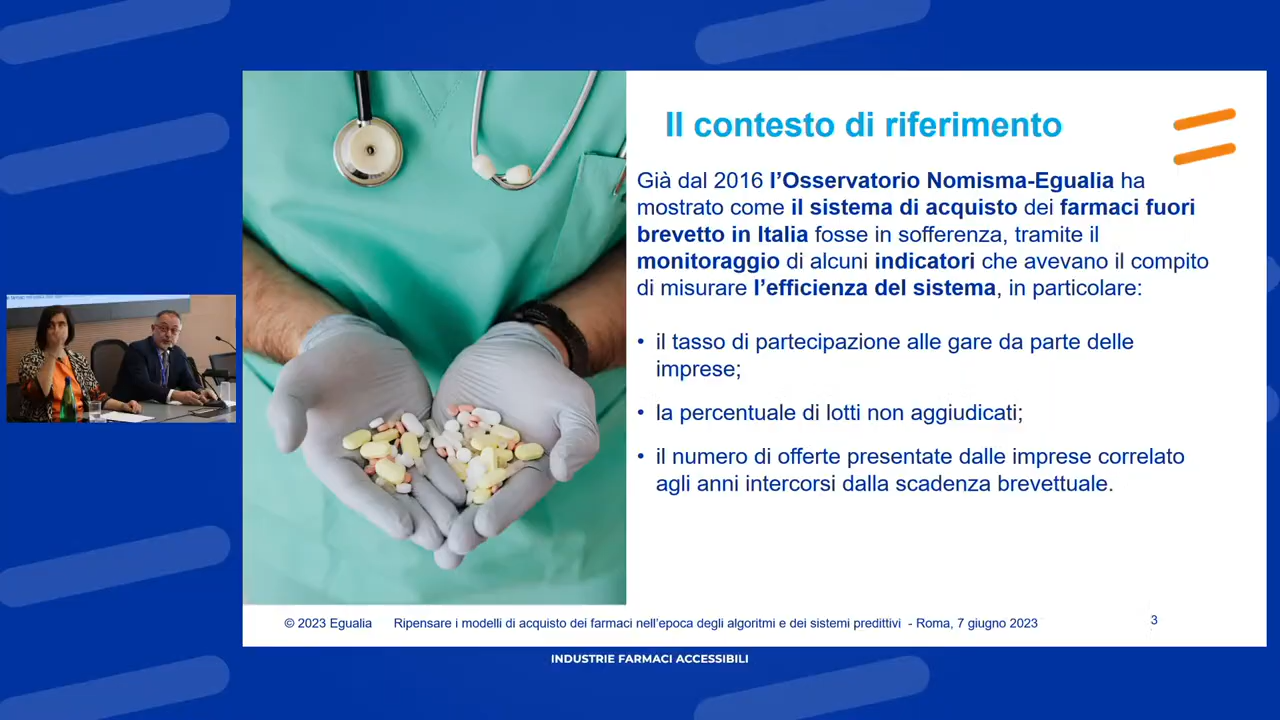 Il contesto di riferimento
Già dal 2016 l’Osservatorio Nomisma-Egualia ha
mostrato come il sistema di acquisto dei farmaci fuori
brevetto in Italia fosse in sofferenza, tramite il
monitoraggio di alcuni indicatori che avevano il compito
di misurare l’efficienza del sistema, in particolare:
• il tasso di partecipazione alle gare da parte delle
imprese;
• la percentuale di lotti non aggiudicati;
• il numero di offerte presentate dalle imprese correlato
agli anni intercorsi dalla scadenza brevettuale.
© 2023 Egualia Ripensare i modelli di acquisto dei farmaci nell’epoca degli algoritmi e dei sistemi predittivi - Roma, 7 giugno 2023 3
INDUSTRIE FARMACI ACCESSIBILI